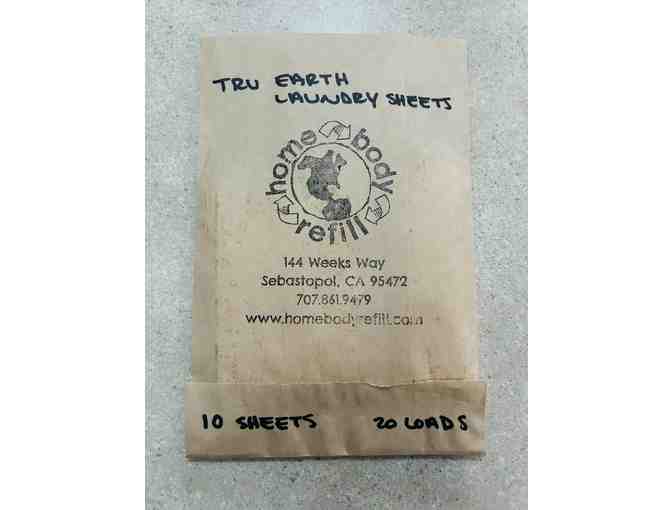 TRU EARTH
LAUNDRY SHEETS
home body
refill
144 Weeks Way
Sebastopol, CA 95472
707.861.9479
www.homebodyrefill.com
10 SHEETS 20 LOADS